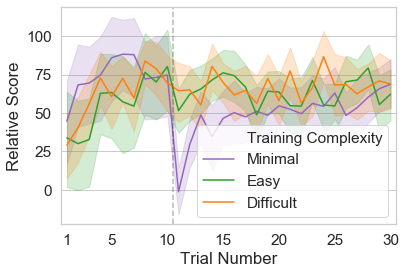 Relative Score
100
75
50
25
0
Training Complexity
Minimal
Easy
Difficult
1 5 10 15 20 25 30
Trial Number